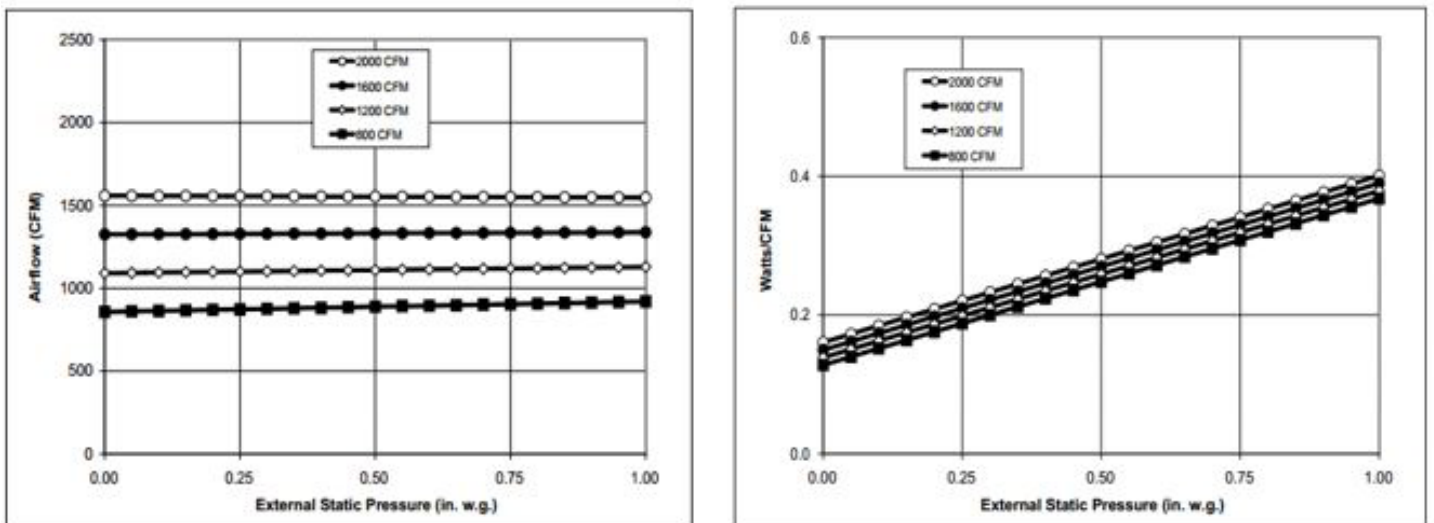 2500
2000
1500
1000
500
0
2000 CFM
1600 CFM
1200 CFM
800 CFM
Airflow (CFM)
0.00 0.25 0.50 0.75 1.00
External Static Pressure (in. w.g.)
0.6
0.4
0.2
0.0
2000 CFM
1600 CFM
1200 CFM
800 CFM
Watts/CFM
0.00 0.25 0.50 0.75 1.00
External Static Pressure (in. w.g.)